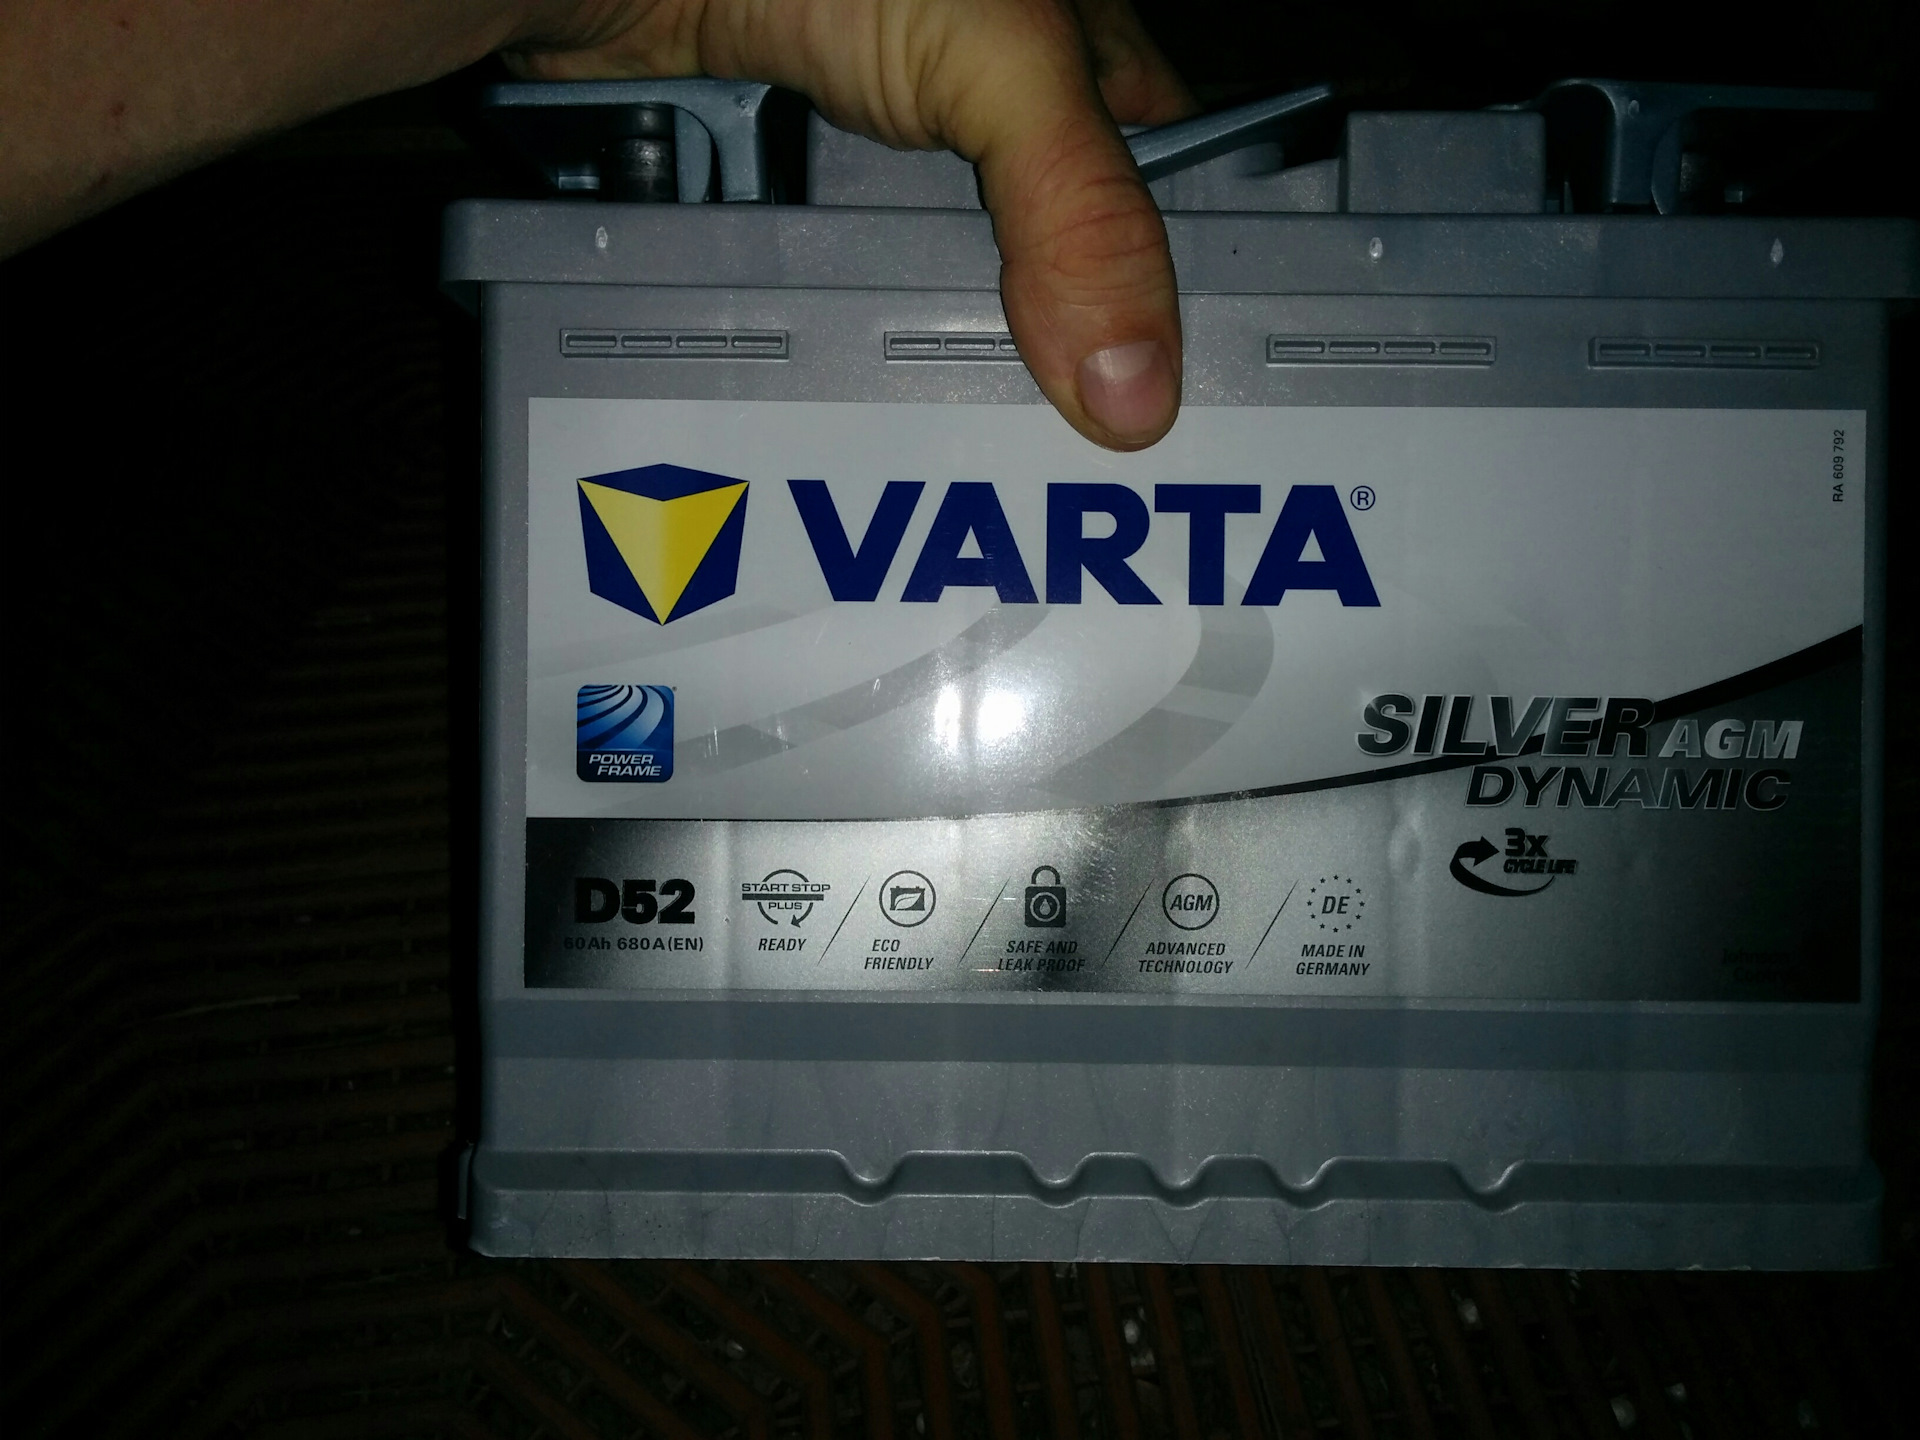 RA 609 792
VARTA®
POWER
FRAME
SILVER AGM
DYNAMIC
3x
CYCLE LIFE
D52
60Ah 680A(EN)
START STOP
PLUS
READY
ECO
FRIENDLY
SAFE AND
LEAK PROOF
AGM
ADVANCED
TECHNOLOGY
DE
MADE IN
GERMANY